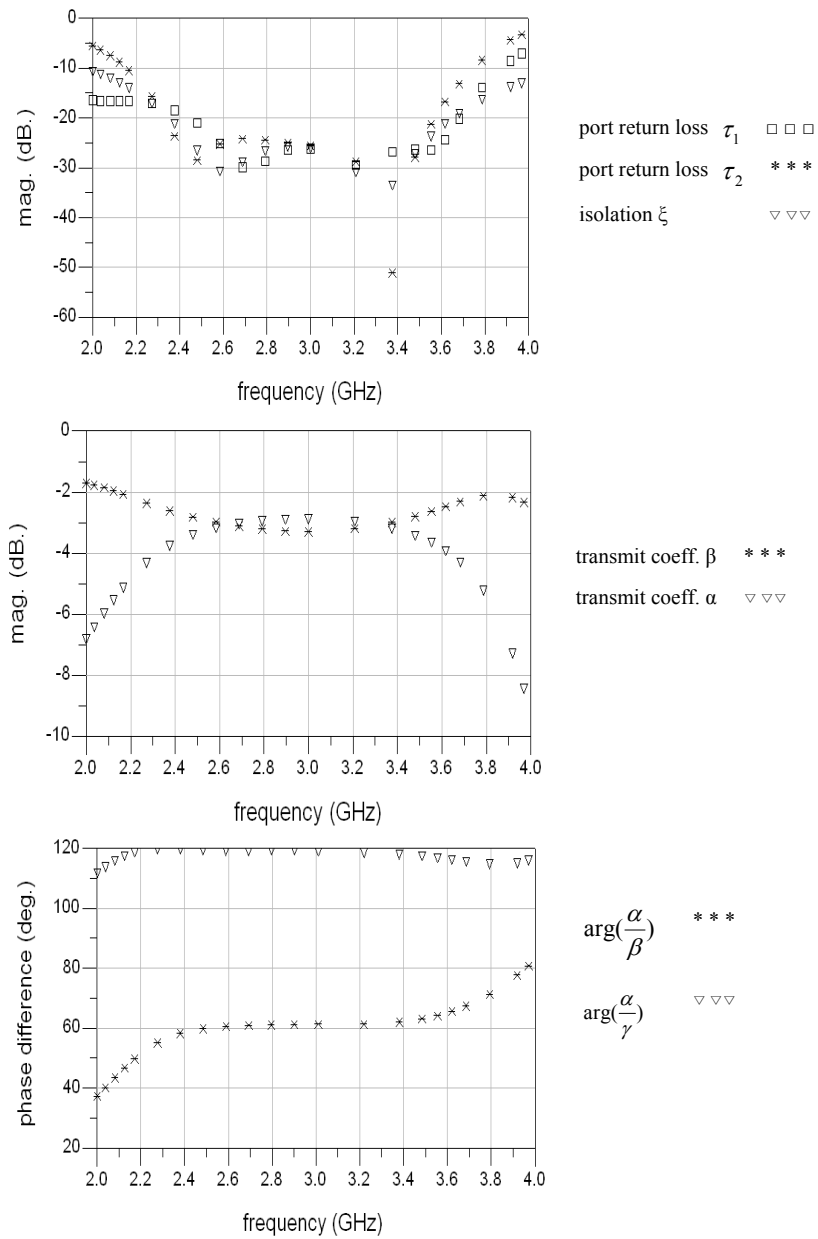 0
-10
-20
-30
-40
-50
-60
mag. (dB.)
2.0 2.2 2.4 2.6 2.8 3.0 3.2 3.4 3.6 3.8 4.0
frequency (GHz)
port return loss τ₁ □ □ □
port return loss τ₂ * * *
isolation ξ ▽ ▽ ▽
0
-2
-4
-6
-8
-10
mag. (dB.)
2.0 2.2 2.4 2.6 2.8 3.0 3.2 3.4 3.6 3.8 4.0
frequency (GHz)
transmit coeff. β * * *
transmit coeff. α ▽ ▽ ▽
120
100
80
60
40
20
phase difference (deg.)
2.0 2.2 2.4 2.6 2.8 3.0 3.2 3.4 3.6 3.8 4.0
frequency (GHz)
arg(α/β) * * *
arg(α/γ) ▽ ▽ ▽